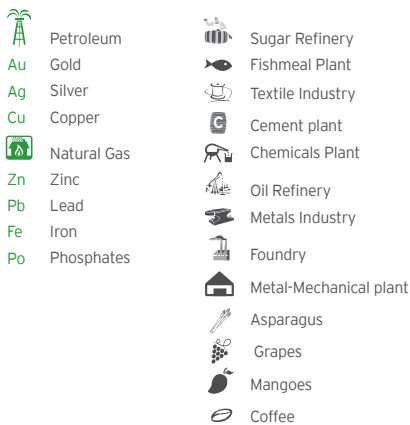 Petroleum
Au Gold
Ag Silver
Cu Copper
Natural Gas
Zn Zinc
Pb Lead
Fe Iron
Po Phosphates
Sugar Refinery
Fishmeal Plant
Textile Industry
C Cement plant
Chemicals Plant
Oil Refinery
Metals Industry
Foundry
Metal-Mechanical plant
Asparagus
Grapes
Mangoes
Coffee